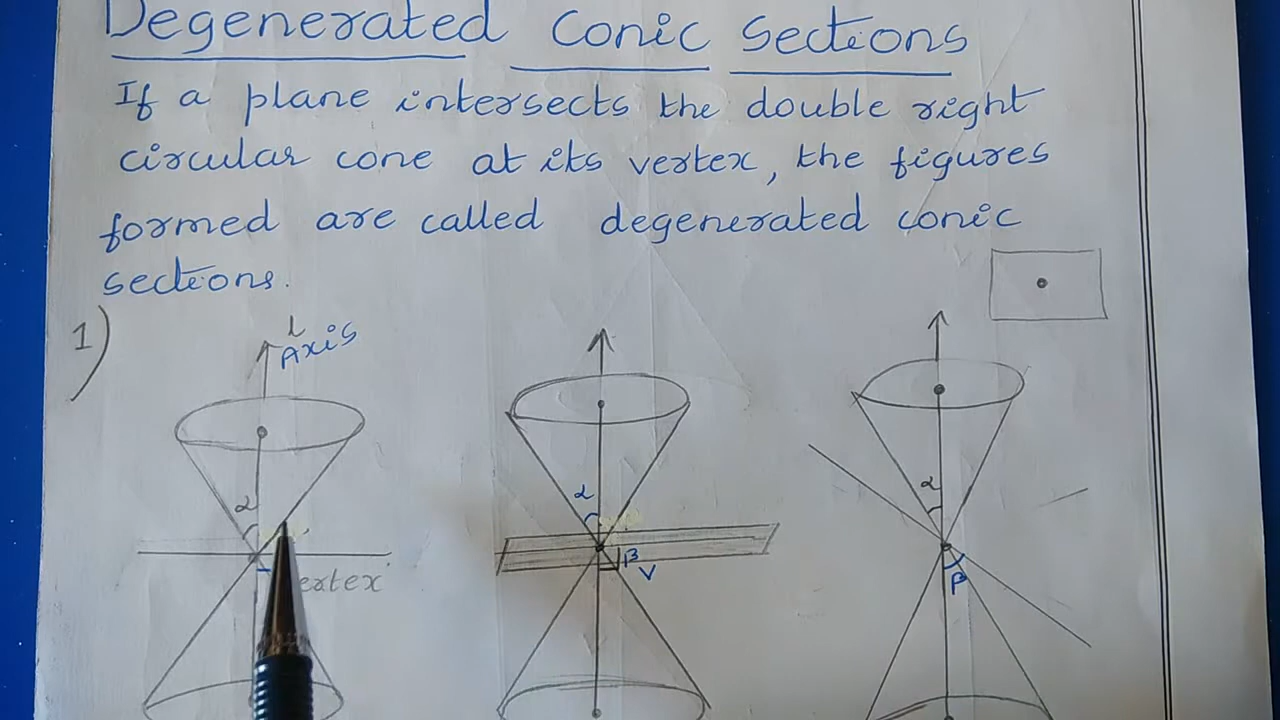 Degenerated Conic Sections
If a plane intersects the double right
circular cone at its vertex, the figures
formed are called degenerated conic
sections.
1)
L
Axis
α
α
α
β
V
β